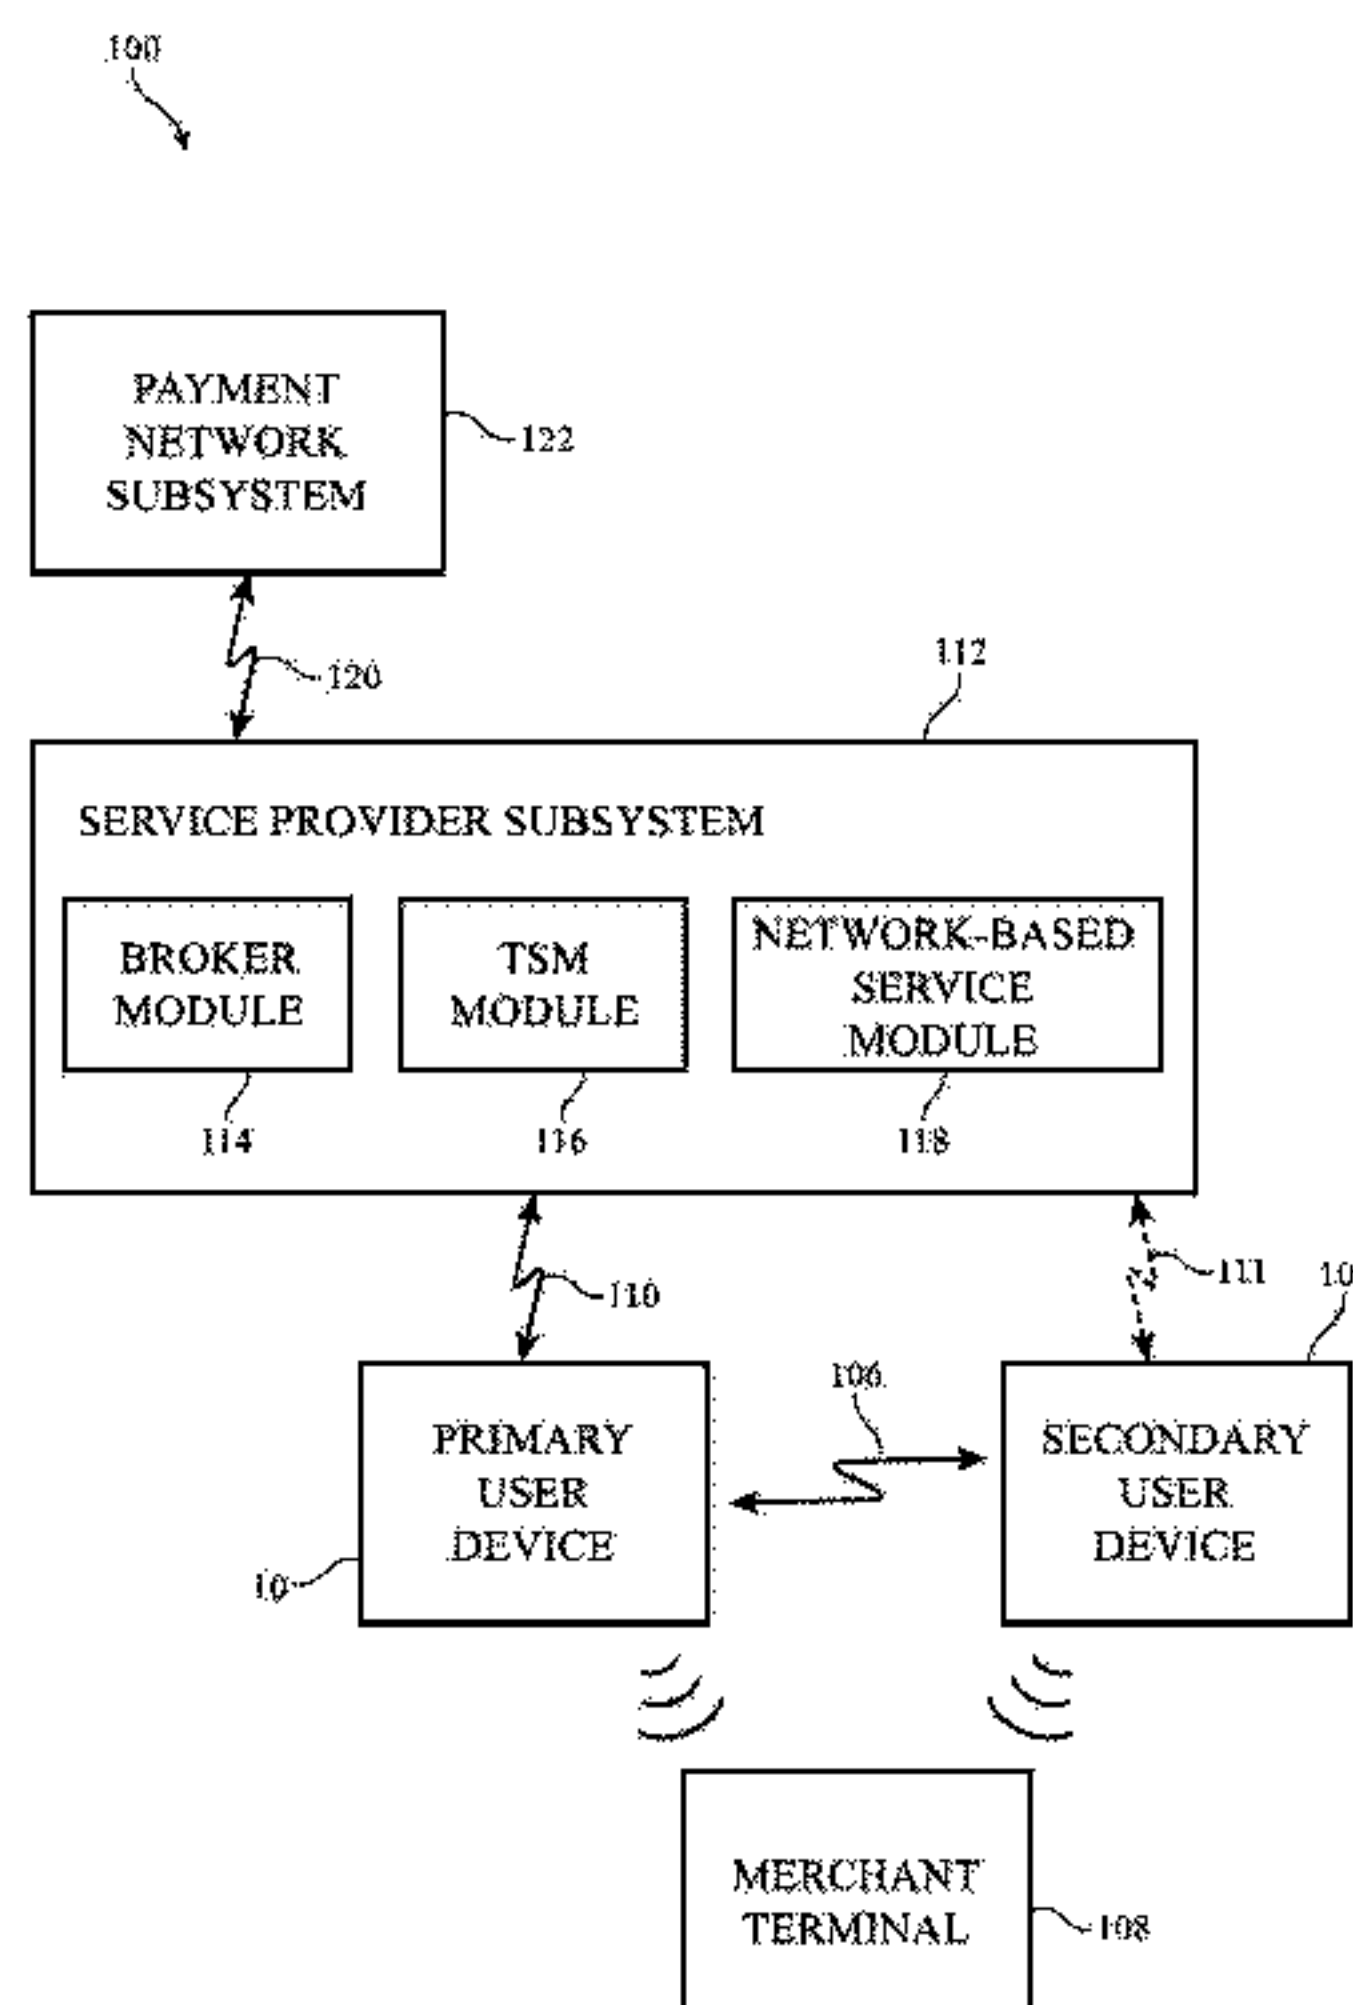 100
PAYMENT
NETWORK
SUBSYSTEM
122
120
112
SERVICE PROVIDER SUBSYSTEM
BROKER
MODULE
TSM
MODULE
NETWORK-BASED
SERVICE
MODULE
114
116
118
110
111
10
106
PRIMARY
USER
DEVICE
10
SECONDARY
USER
DEVICE
MERCHANT
TERMINAL
108